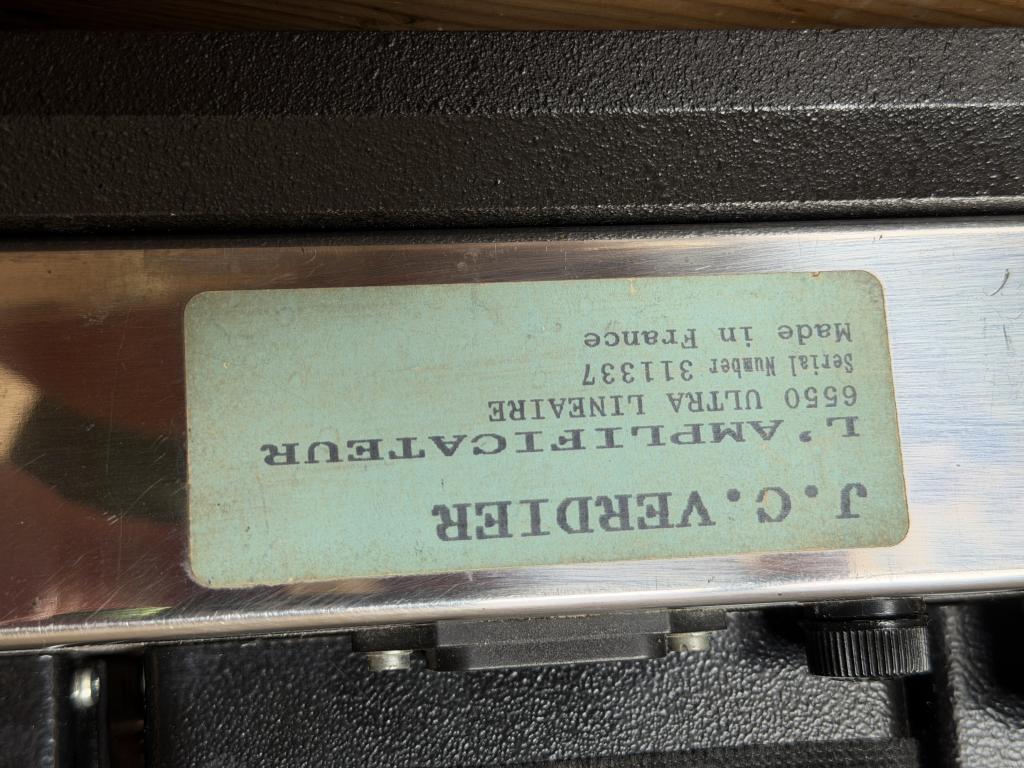 J.C.VERDIER
L'AMPLIFICATEUR
6550 ULTRA LINEAIRE
Serial Number 311337
Made in France